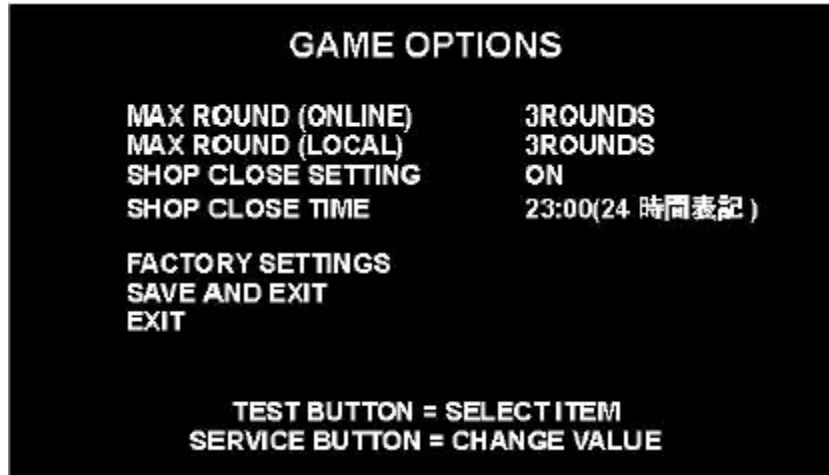 GAME OPTIONS
MAX ROUND (ONLINE) 3ROUNDS
MAX ROUND (LOCAL) 3ROUNDS
SHOP CLOSE SETTING ON
SHOP CLOSE TIME 23:00(24 時間表記 )
FACTORY SETTINGS
SAVE AND EXIT
EXIT
TEST BUTTON = SELECT ITEM
SERVICE BUTTON = CHANGE VALUE